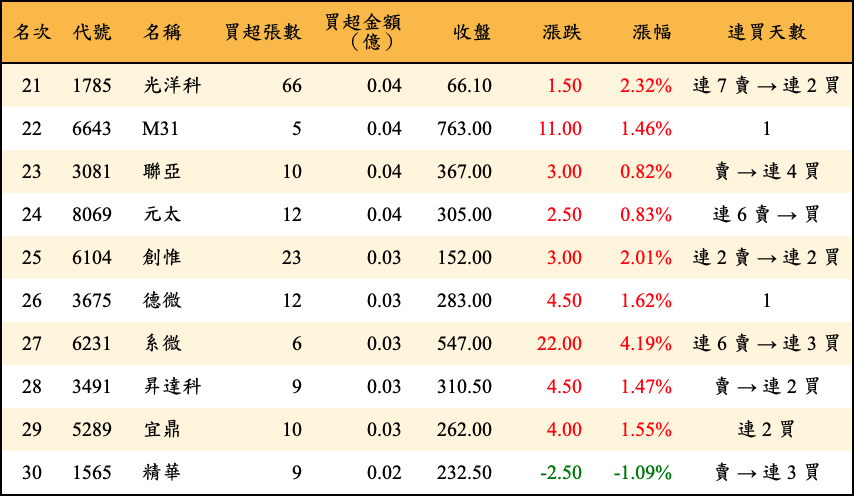 名次 代號 名稱 買超張數 買超金額（億） 收盤 漲跌 漲幅 連買天數
21 1785 光洋科 66 0.04 66.10 1.50 2.32% 連 7 賣 → 連 2 買
22 6643 M31 5 0.04 763.00 11.00 1.46% 1
23 3081 聯亞 10 0.04 367.00 3.00 0.82% 賣 → 連 4 買
24 8069 元太 12 0.04 305.00 2.50 0.83% 連 6 賣 → 買
25 6104 創惟 23 0.03 152.00 3.00 2.01% 連 2 賣 → 連 2 買
26 3675 德微 12 0.03 283.00 4.50 1.62% 1
27 6231 系微 6 0.03 547.00 22.00 4.19% 連 6 賣 → 連 3 買
28 3491 昇達科 9 0.03 310.50 4.50 1.47% 賣 → 連 2 買
29 5289 宜鼎 10 0.03 262.00 4.00 1.55% 連 2 買
30 1565 精華 9 0.02 232.50 -2.50 -1.09% 賣 → 連 3 買